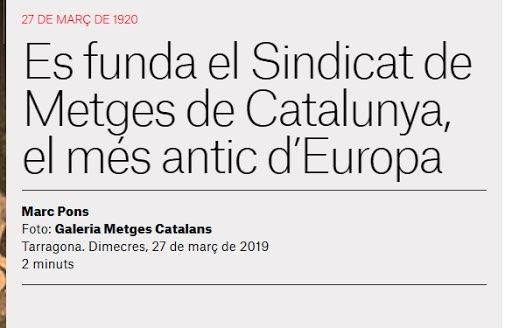 27 DE MARÇ DE 1920
Es funda el Sindicat de
Metges de Catalunya,
el més antic d'Europa
Marc Pons
Foto: Galeria Metges Catalans
Tarragona. Dimecres, 27 de març de 2019
2 minuts